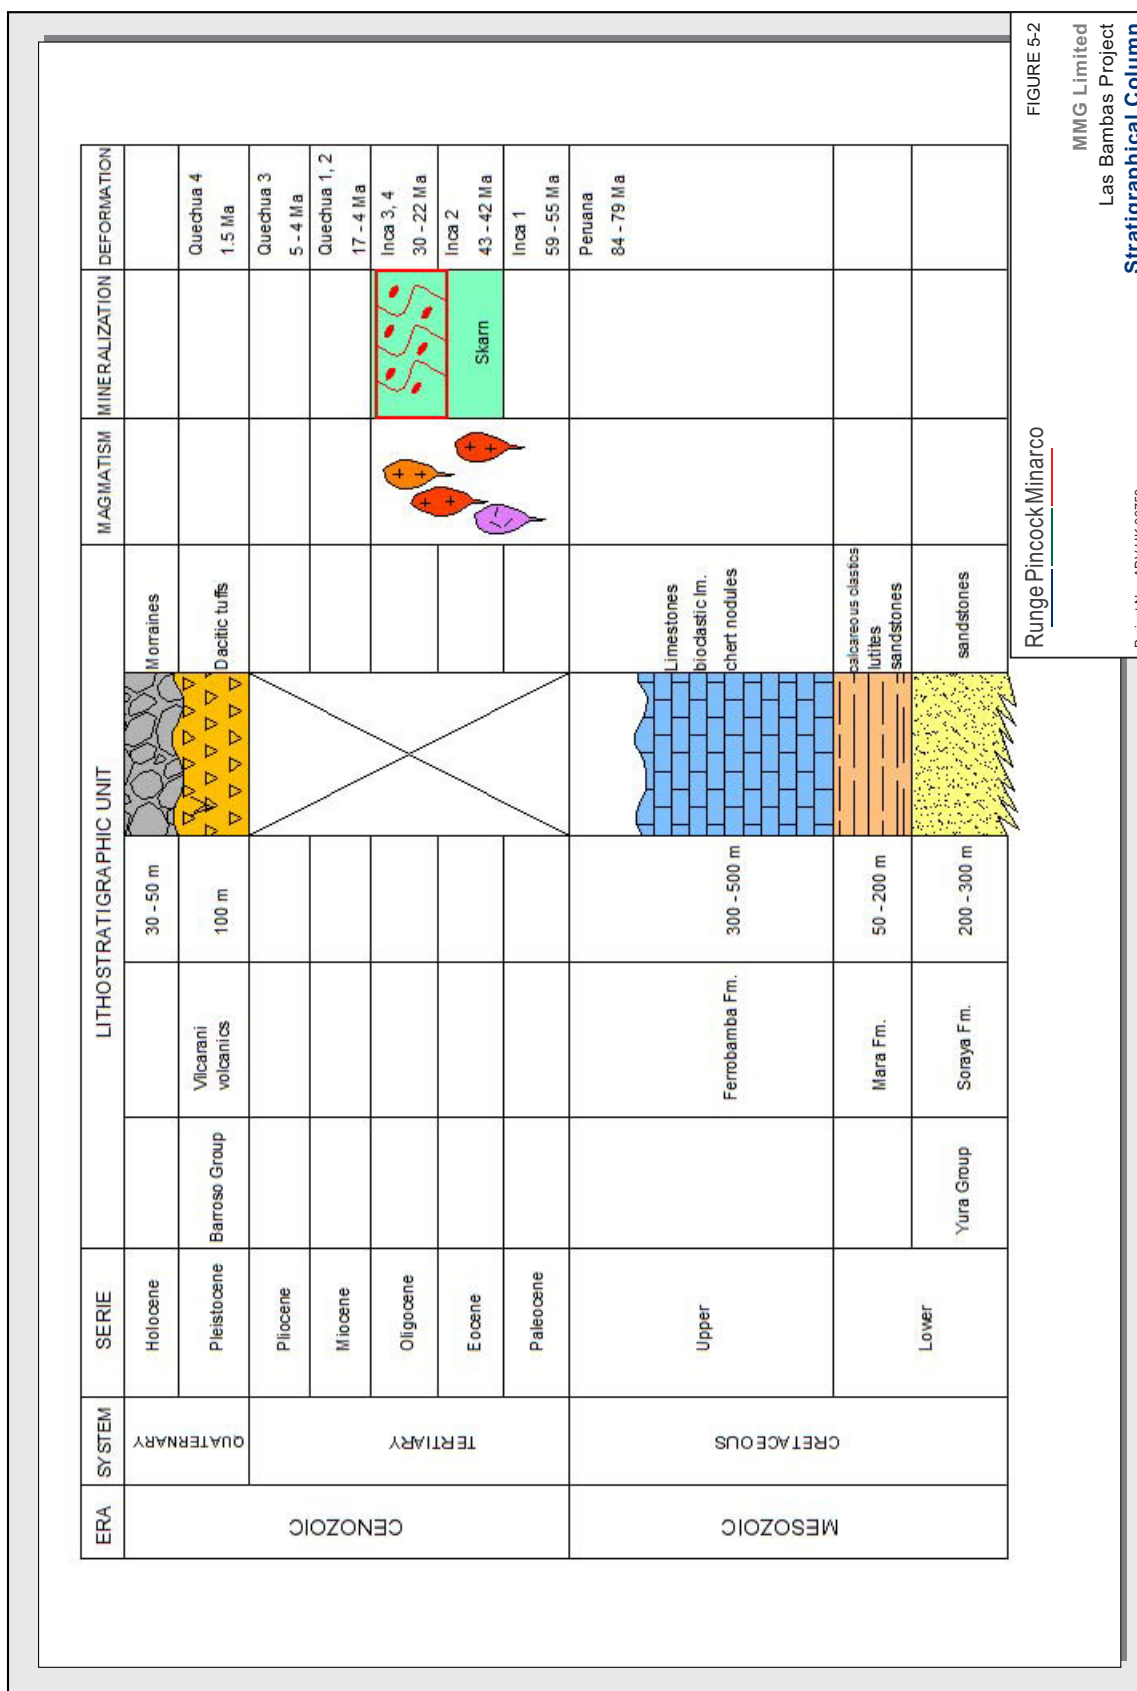 ERA
SYSTEM
SERIE
LITHOSTRATIGRAPHIC UNIT
MAGMATISM
MINERALIZATION
DEFORMATION
CENOZOIC
QUATERNARY
Holocene
30 - 50 m
Morraines
Pleistocene
Barroso Group
Vilcarani
volcanics
100 m
Dacitic tuffs
Quechua 4
1.5 Ma
TERTIARY
Pliocene
Quechua 3
5 - 4 Ma
Miocene
Quechua 1, 2
17 - 4 Ma
Oligocene
Inca 3, 4
30 - 22 Ma
Eocene
Skarn
Inca 2
43 - 42 Ma
Paleocene
Inca 1
59 - 55 Ma
MESOZOIC
CRETACEOUS
Upper
Ferrobamba Fm.
300 - 500 m
Limestones
bioclastic lm.
chert nodules
Peruana
84 - 79 Ma
Lower
Mara Fm.
50 - 200 m
calcareous clastics
lutites
sandstones
Yura Group
Soraya Fm.
200 - 300 m
sandstones
RungePincockMinarco
FIGURE 5-2
MMG Limited
Las Bambas Project
Stratigraphical Column